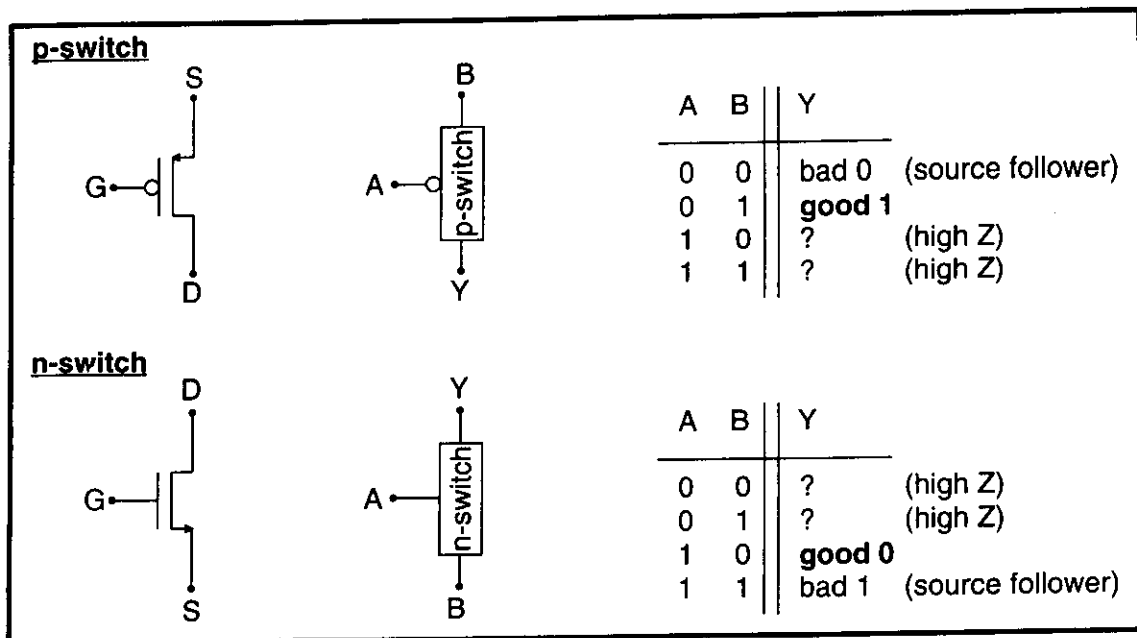 p-switch
S
G
D
B
A
p-switch
Y
A B Y
0 0 bad 0 (source follower)
0 1 good 1
1 0 ? (high Z)
1 1 ? (high Z)
n-switch
D
G
S
Y
A
n-switch
B
A B Y
0 0 ? (high Z)
0 1 ? (high Z)
1 0 good 0
1 1 bad 1 (source follower)